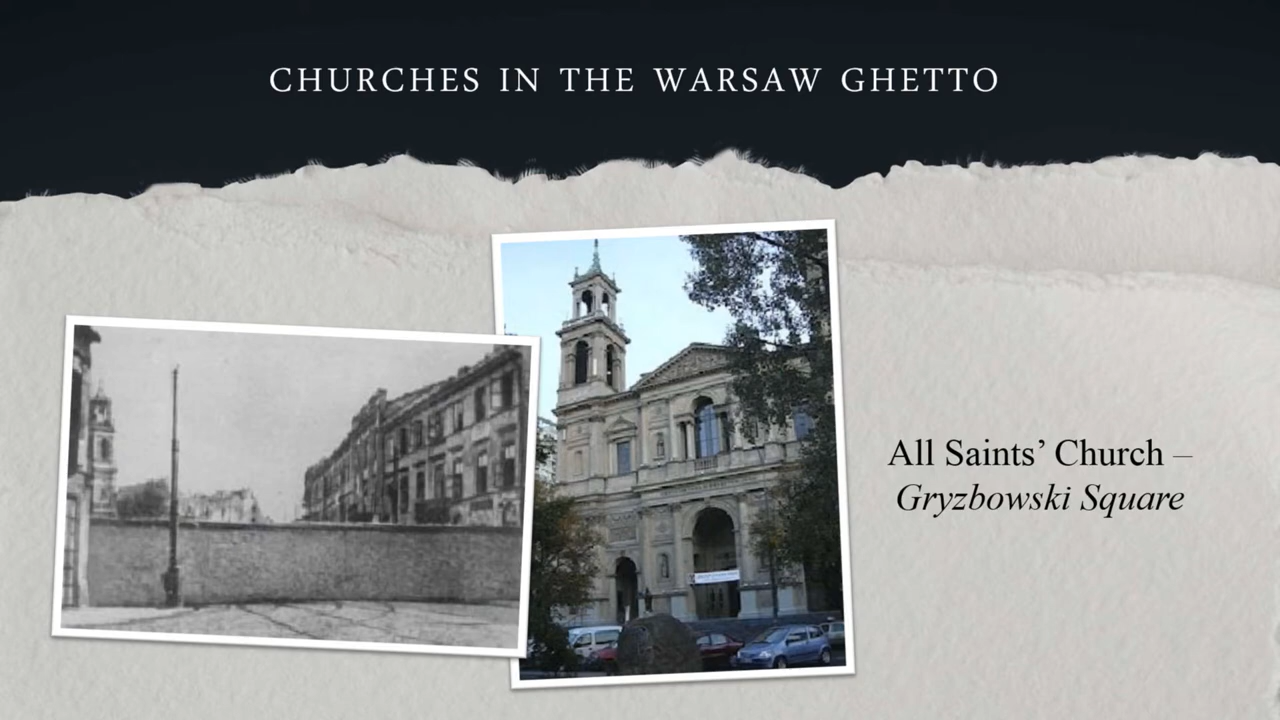 CHURCHES IN THE WARSAW GHETTO
All Saints’ Church –
Gryzbowski Square